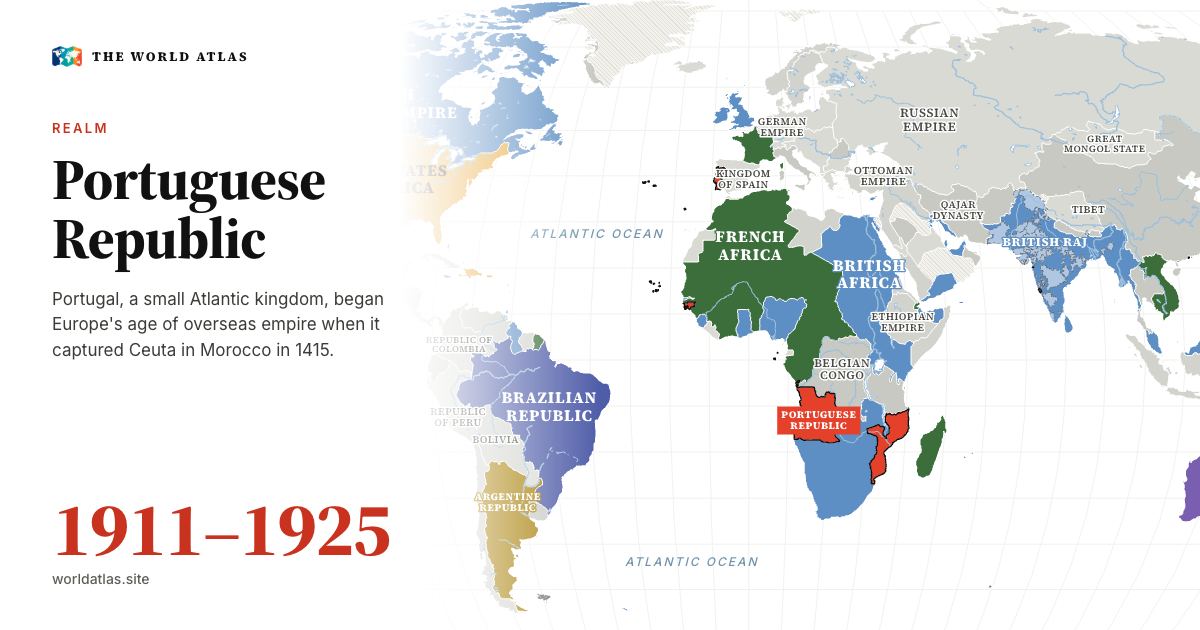 THE WORLD ATLAS
REALM
Portuguese
Republic
Portugal, a small Atlantic kingdom, began
Europe's age of overseas empire when it
captured Ceuta in Morocco in 1415.
1911–1925
worldatlas.site
EMPIRE
ATLANTIC OCEAN
REPUBLIC OF
COLOMBIA
BRAZILIAN
REPUBLIC
REPUBLIC
OF PERU
BOLIVIA
ARGENTINE
REPUBLIC
ATLANTIC OCEAN
GERMAN
EMPIRE
RUSSIAN
EMPIRE
GREAT
MONGOL STATE
KINGDOM
OF SPAIN
OTTOMAN
EMPIRE
QAJAR
DYNASTY
TIBET
BRITISH RAJ
FRENCH
AFRICA
BRITISH
AFRICA
ETHIOPIAN
EMPIRE
BELGIAN
CONGO
PORTUGUESE
REPUBLIC